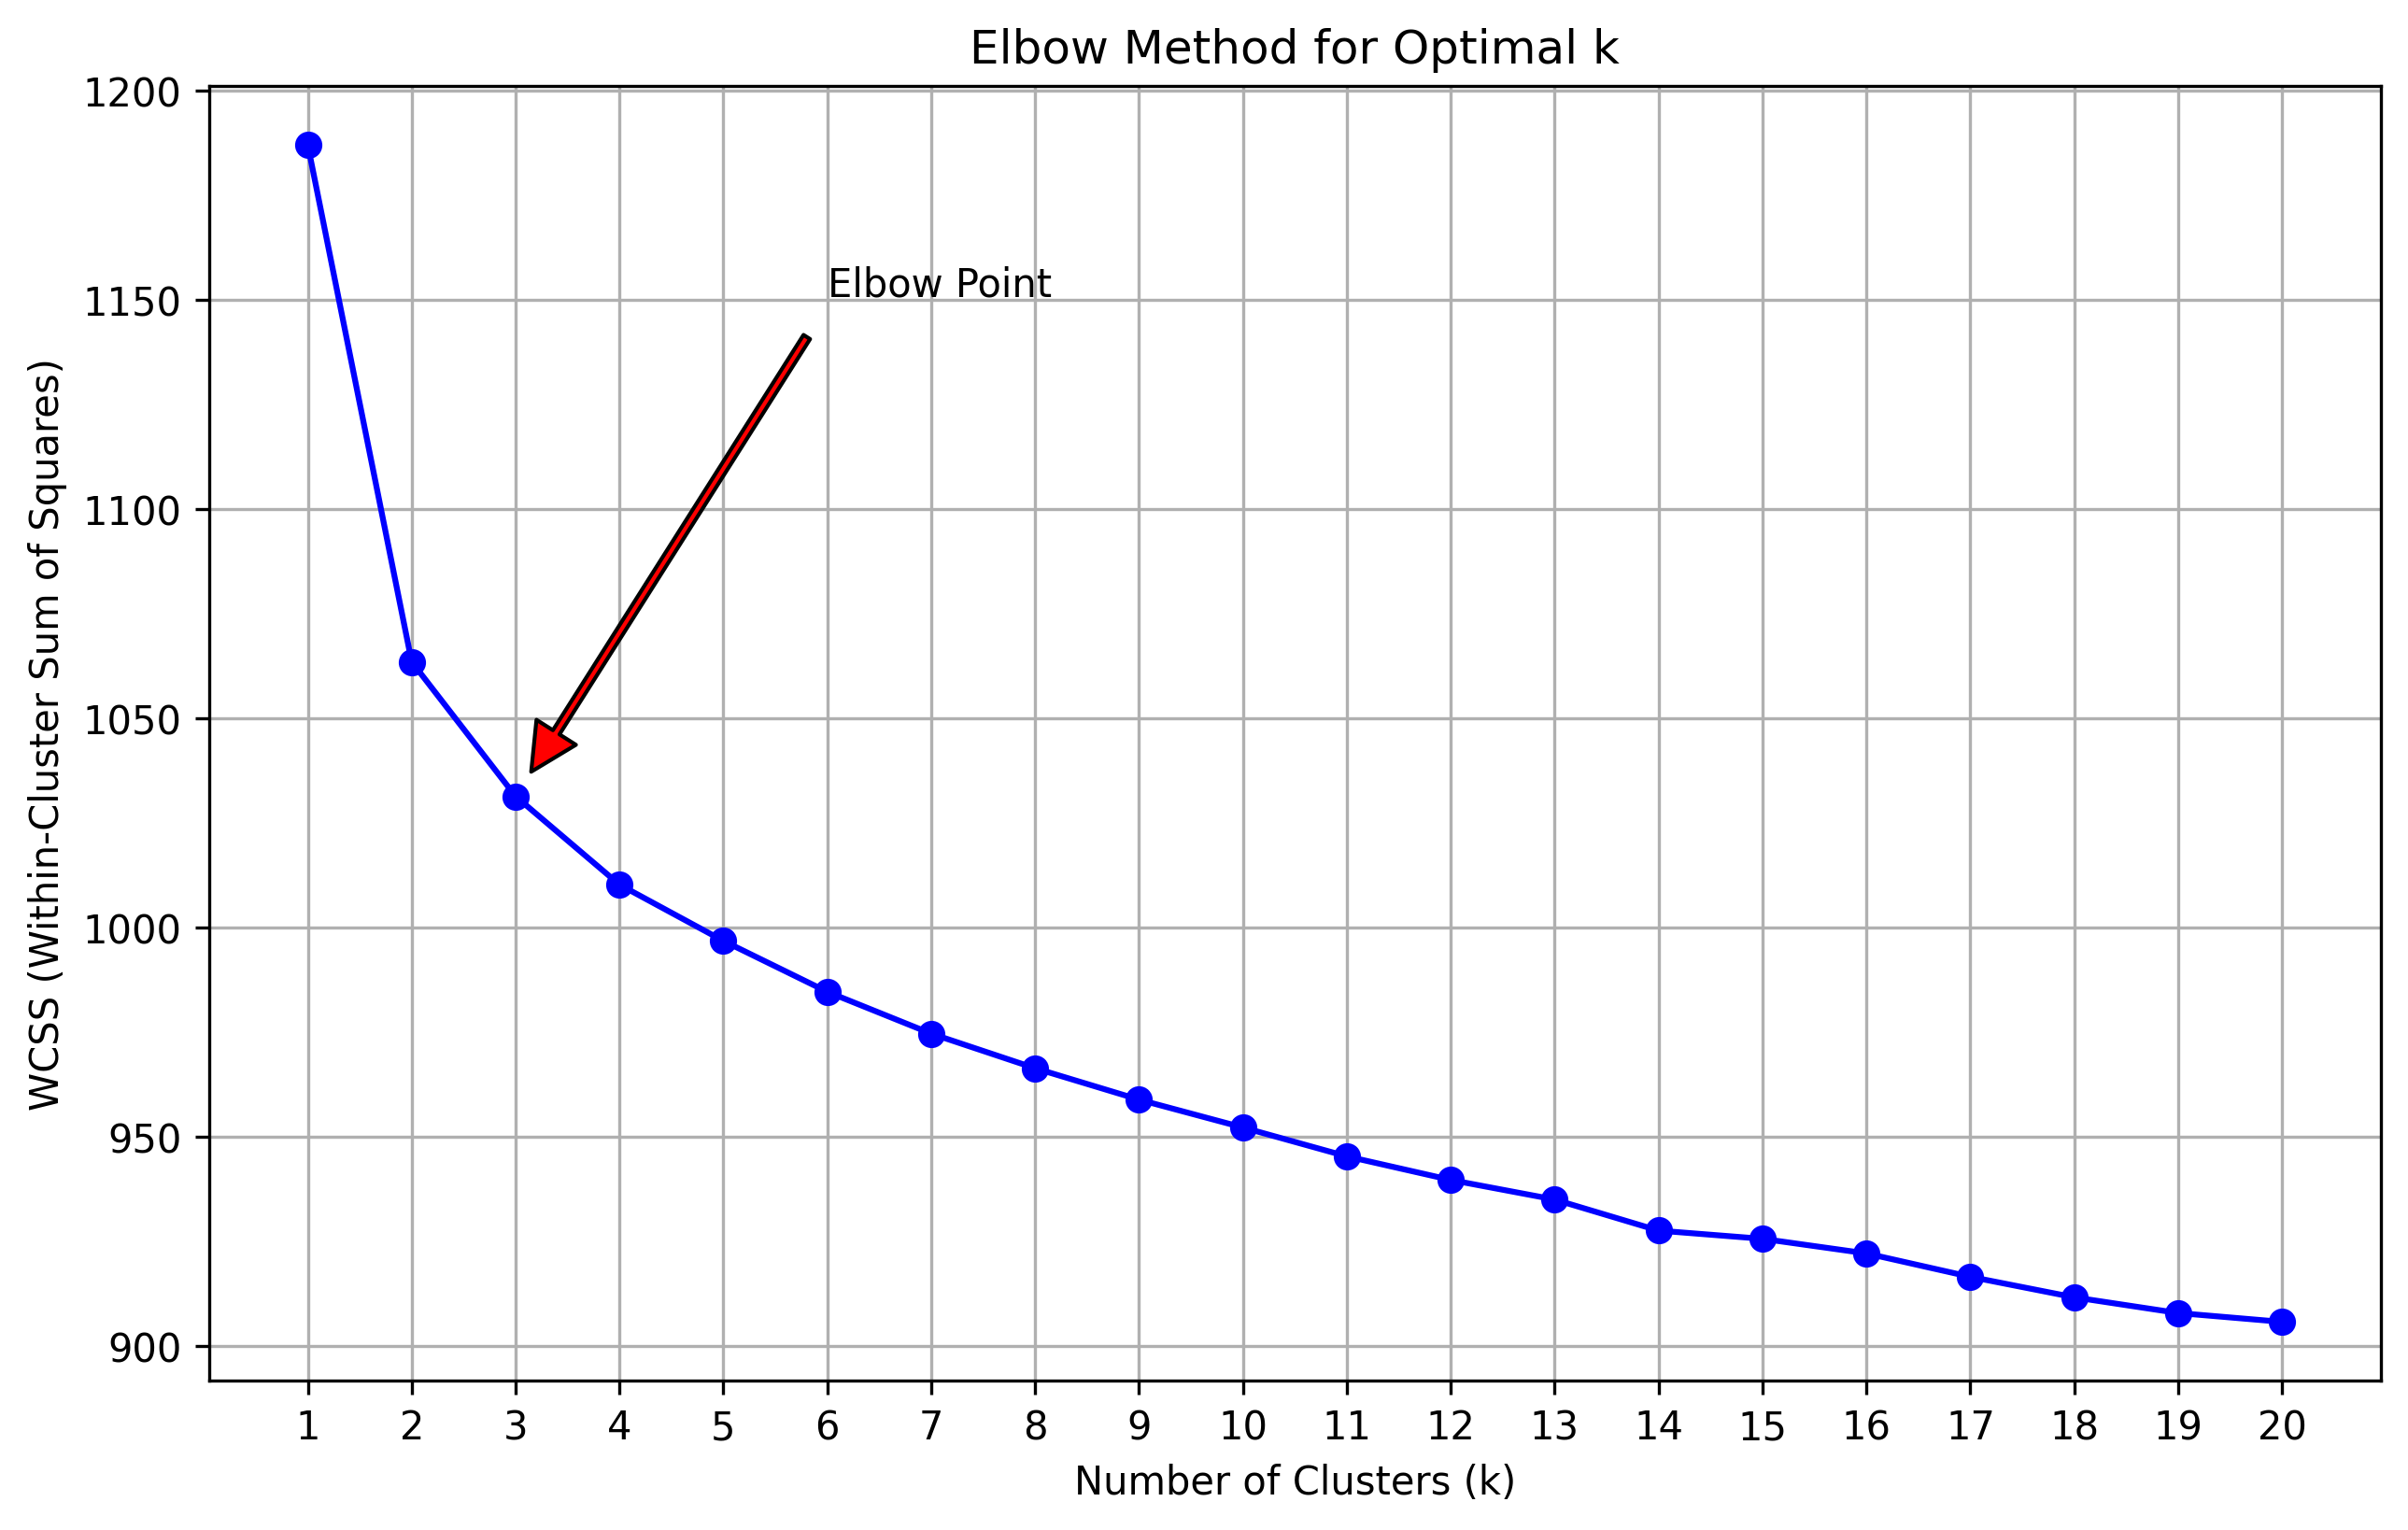 Elbow Method for Optimal k
WCSS (Within-Cluster Sum of Squares)
1200
1150
1100
1050
1000
950
900
Elbow Point
1 2 3 4 5 6 7 8 9 10 11 12 13 14 15 16 17 18 19 20
Number of Clusters (k)